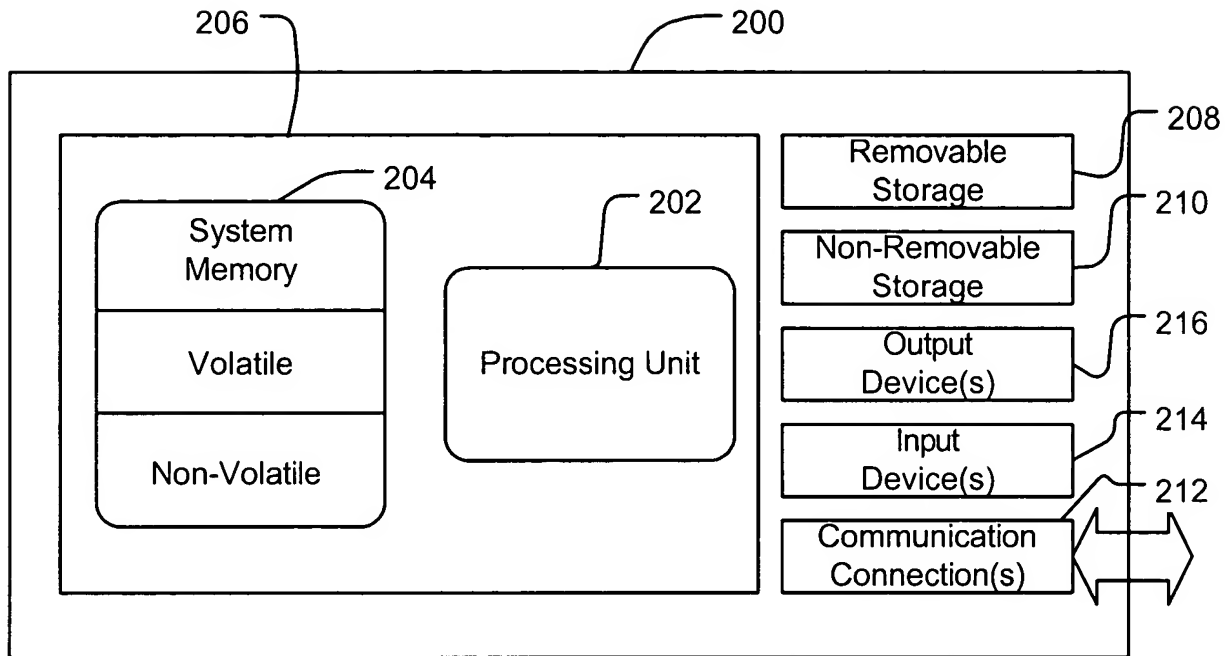 206
200
208
Removable
Storage
204
202
210
System
Memory
Non-Removable
Storage
216
Volatile
Processing Unit
Output
Device(s)
214
Non-Volatile
Input
Device(s)
212
Communication
Connection(s)